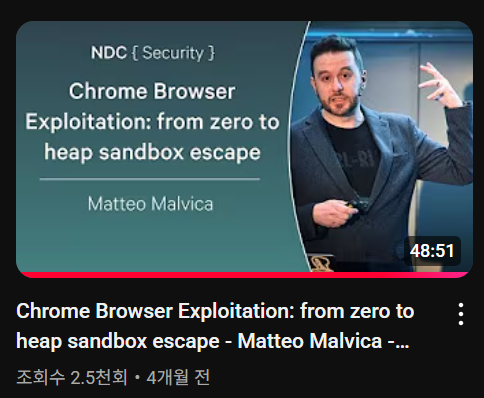 NDC { Security }
Chrome Browser
Exploitation: from zero to
heap sandbox escape
Matteo Malvica
48:51
Chrome Browser Exploitation: from zero to
heap sandbox escape - Matteo Malvica -...
조회수 2.5천회 • 4개월 전